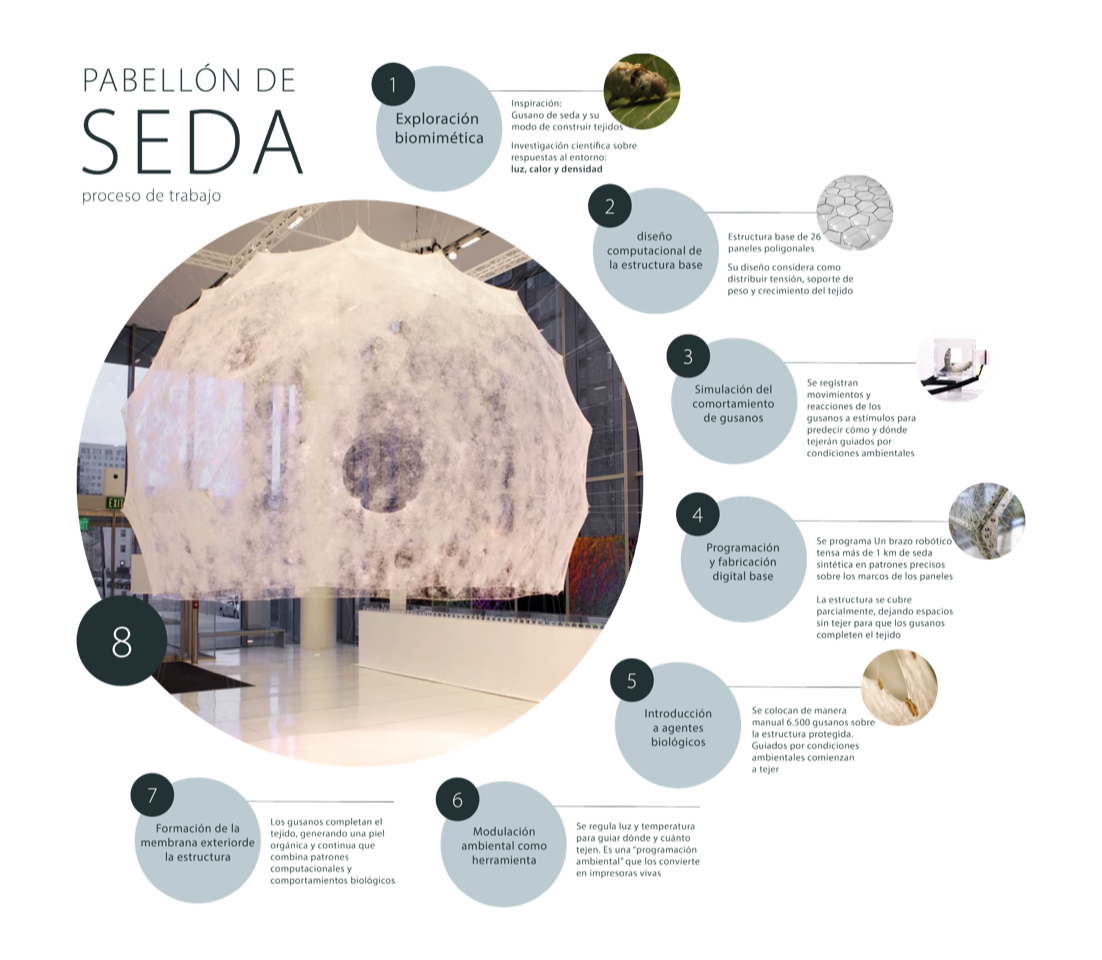 PABELLÓN DE
SEDA
proceso de trabajo
1
Exploración
biomimética
Inspiración:
Gusano de seda y su
modo de construir tejidos
Investigación científica sobre
respuestas al entorno:
luz, calor y densidad
2
diseño
computacional de
la estructura base
Estructura base de 26
paneles poligonales
Su diseño considera como
distribuir tensión, soporte de
peso y crecimiento del tejido
3
Simulación del
comortamiento
de gusanos
Se registran
movimientos y
reacciones de los
gusanos a estímulos para
predecir cómo y dónde
tejerán guiados por
condiciones ambientales
4
Programación
y fabricación
digital base
Se programa Un brazo robótico
tensa más de 1 km de seda
sintética en patrones precisos
sobre los marcos de los paneles
La estructura se cubre
parcialmente, dejando espacios
sin tejer para que los gusanos
completen el tejido
5
Introducción
a agentes
biológicos
Se colocan de manera
manual 6.500 gusanos sobre
la estructura protegida.
Guiados por condiciones
ambientales comienzan
a tejer
6
Modulación
ambiental como
herramienta
Se regula luz y temperatura
para guiar dónde y cuánto
tejen. Es una "programación
ambiental" que los convierte
en impresoras vivas
7
Formación de la
membrana exteriorde
la estructura
Los gusanos completan el
tejido, generando una piel
orgánica y continua que
combina patrones
computacionales y
comportamientos biológicos
8
EXI